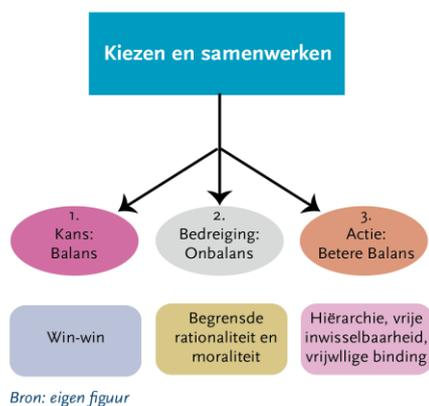 Kiezen en samenwerken
1.
Kans:
Balans
2.
Bedreiging:
Onbalans
3.
Actie:
Betere Balans
Win-win
Begrensde
rationaliteit en
moraliteit
Hiërarchie, vrije
inwisselbaarheid,
vrijwllige binding
Bron: eigen figuur